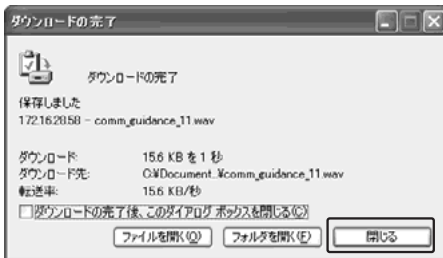 ダウンロードの完了
ダウンロードの完了
保存しました
172.16.28.58 - comm_guidance_11.wav
ダウンロード: 15.6 KB を 1 秒
ダウンロード先: C:¥Document...¥comm_guidance_11.wav
転送率: 15.6 KB/秒
ダウンロードの完了後、このダイアログ ボックスを閉じる(C)
ファイルを開く(O) フォルダを開く(F) 閉じる